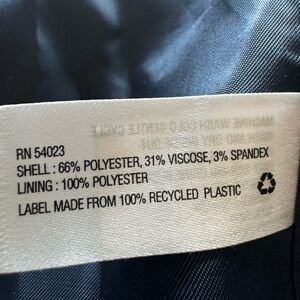 RN 54023
SHELL : 66% POLYESTER, 31% VISCOSE, 3% SPANDEX
LINING : 100% POLYESTER
LABEL MADE FROM 100% RECYCLED PLASTIC